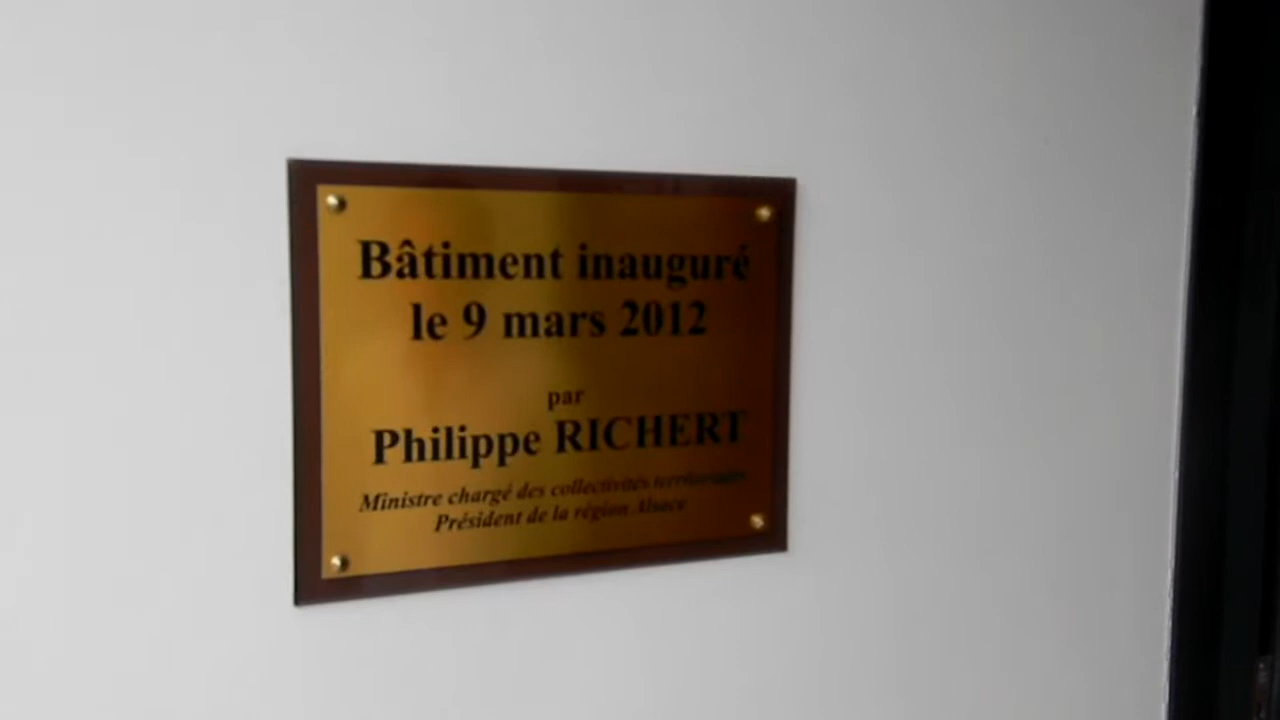 Bâtiment inauguré
le 9 mars 2012
par
Philippe RICHERT
Ministre chargé des collectivités territoriales
Président de la région Alsace